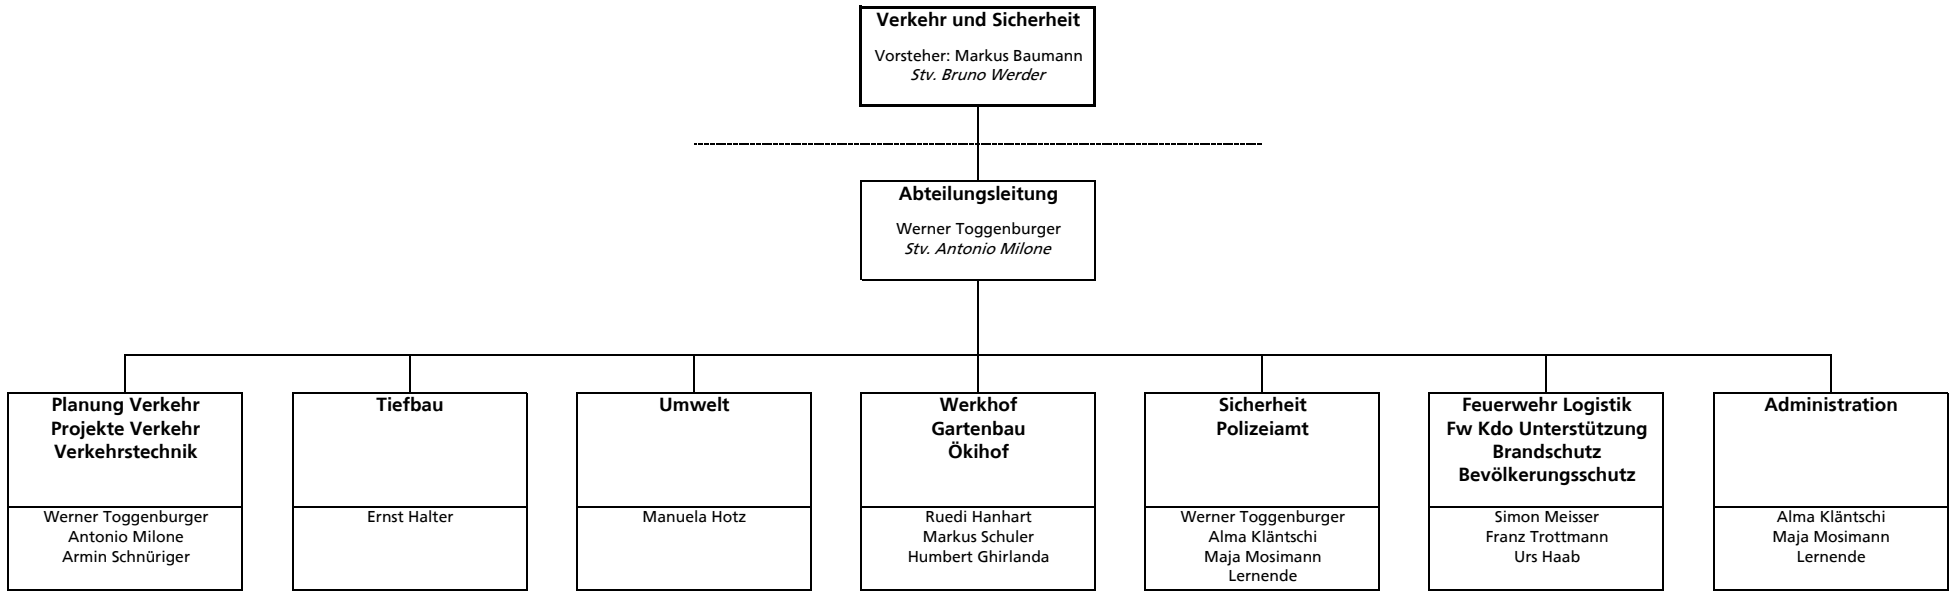 Verkehr und Sicherheit
Vorsteher: Markus Baumann
Stv. Bruno Werder
Abteilungsleitung
Werner Toggenburger
Stv. Antonio Milone
Planung Verkehr
Projekte Verkehr
Verkehrstechnik
Werner Toggenburger
Antonio Milone
Armin Schnüriger
Tiefbau
Ernst Halter
Umwelt
Manuela Hotz
Werkhof
Gartenbau
Ökihof
Ruedi Hanhart
Markus Schuler
Humbert Ghirlanda
Sicherheit
Polizeiamt
Werner Toggenburger
Alma Kläntschi
Maja Mosimann
Lernende
Feuerwehr Logistik
Fw Kdo Unterstützung
Brandschutz
Bevölkerungsschutz
Simon Meisser
Franz Trottmann
Urs Haab
Administration
Alma Kläntschi
Maja Mosimann
Lernende